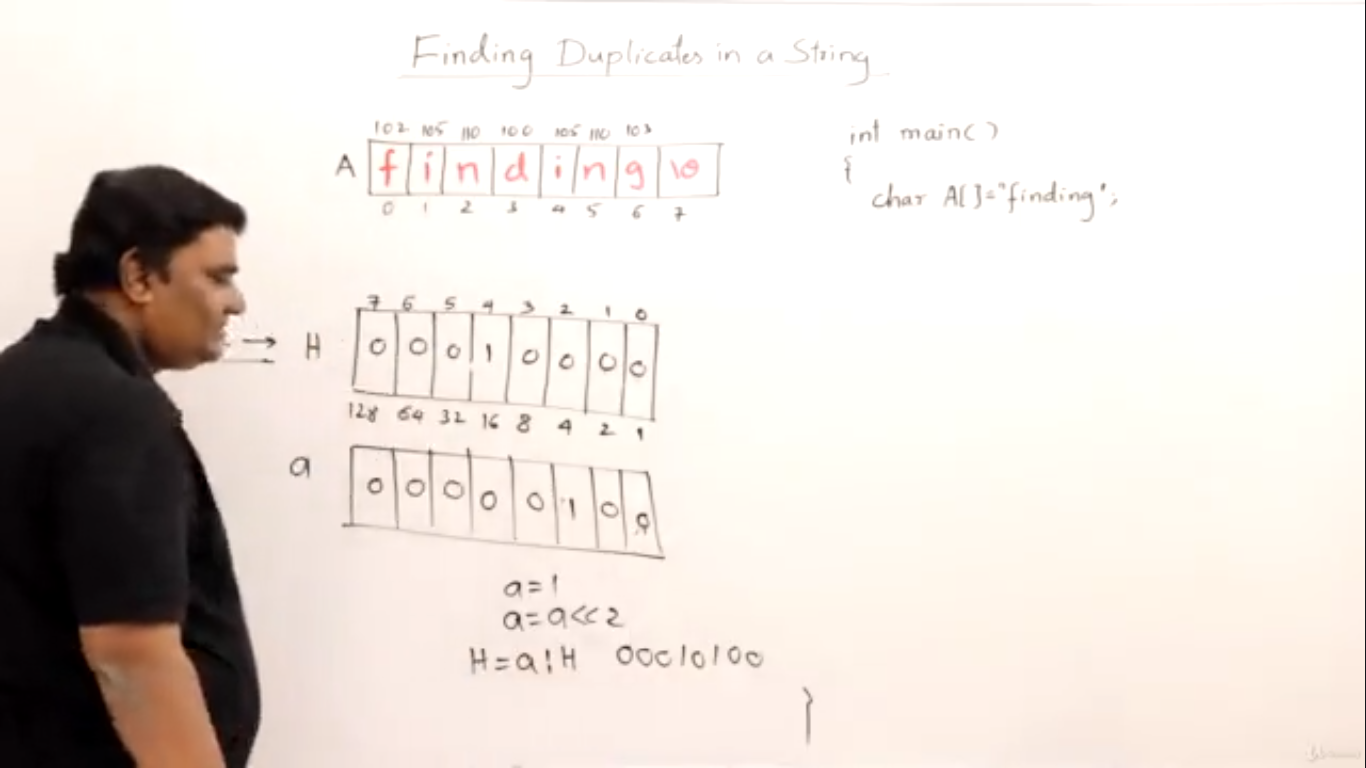 Finding Duplicates in a String
102 105 110 100 105 110 103
A f i n d i n g \0
0 1 2 3 4 5 6 7
int main()
{
char A[]="finding";
7 6 5 4 3 2 1 0
→ H 0 0 0 1 0 0 0 0
128 64 32 16 8 4 2 1
a 0 0 0 0 0 1 0 0
a=1
a=a<<2
H=a|H 00010100
}